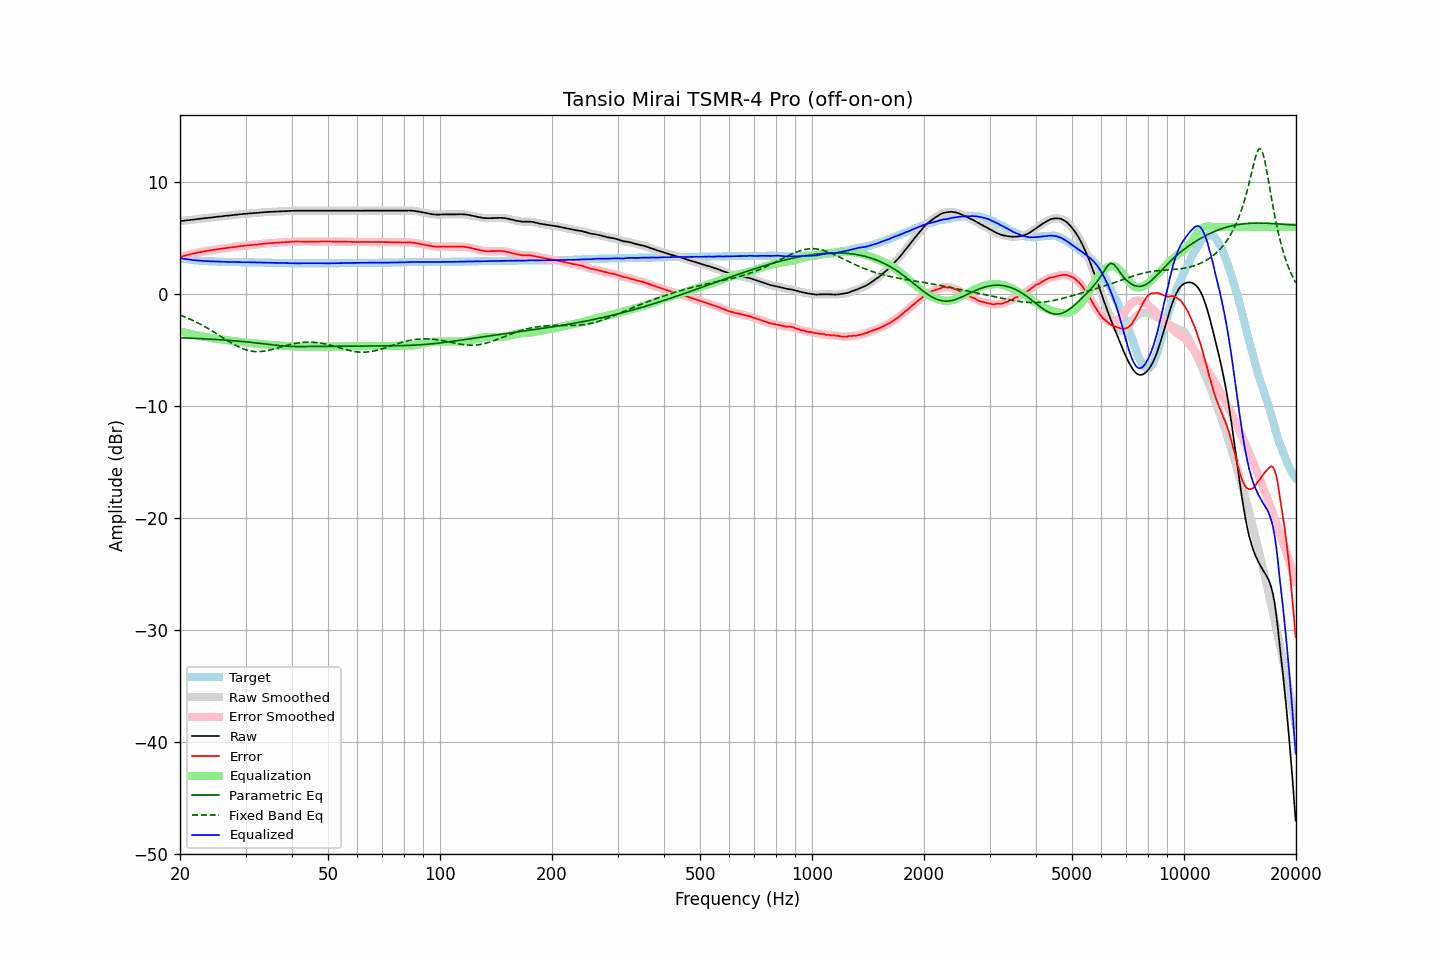 Tansio Mirai TSMR-4 Pro (off-on-on)
Amplitude (dBr)
10
0
−10
−20
−30
−40
−50
Target
Raw Smoothed
Error Smoothed
Raw
Error
Equalization
Parametric Eq
Fixed Band Eq
Equalized
20 50 100 200 500 1000 2000 5000 10000 20000
Frequency (Hz)